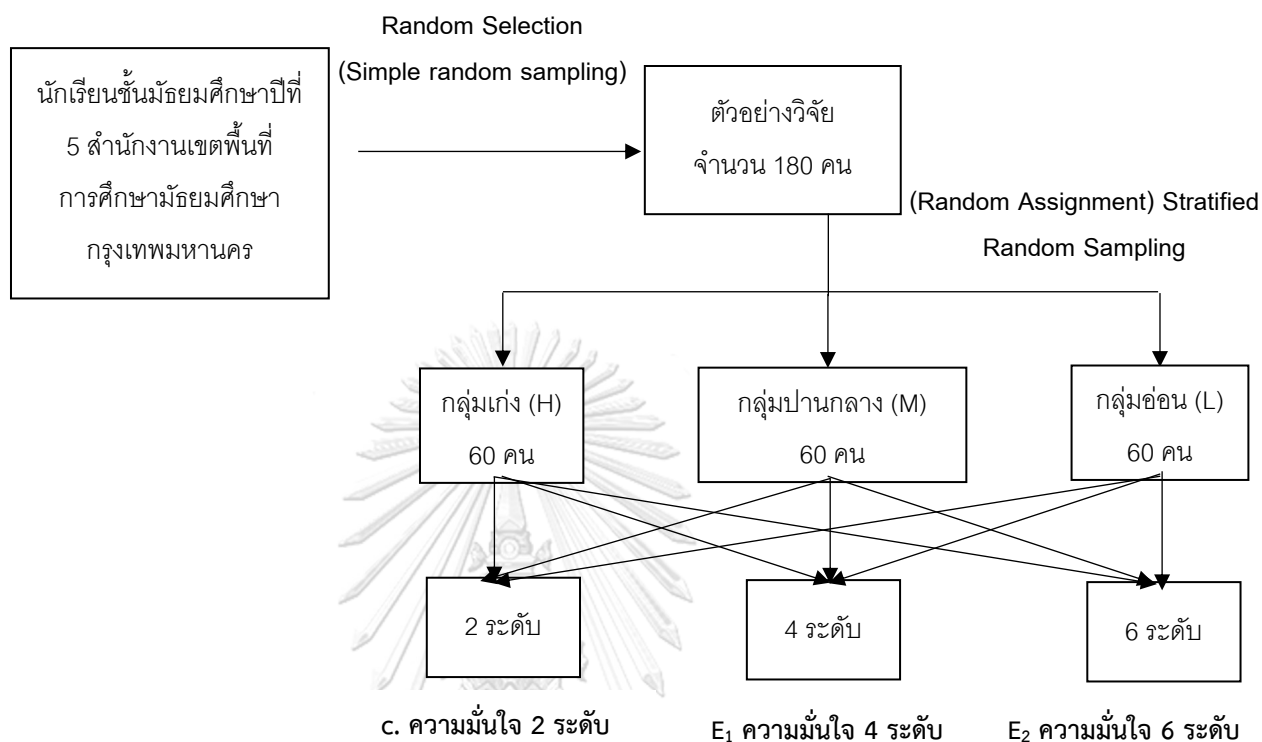 Random Selection
(Simple random sampling)
นักเรียนชั้นมัธยมศึกษาปีที่
5 สำนักงานเขตพื้นที่
การศึกษามัธยมศึกษา
กรุงเทพมหานคร
ตัวอย่างวิจัย
จำนวน 180 คน
(Random Assignment) Stratified
Random Sampling
กลุ่มเก่ง (H)
60 คน
กลุ่มปานกลาง (M)
60 คน
กลุ่มอ่อน (L)
60 คน
2 ระดับ
4 ระดับ
6 ระดับ
c. ความมั่นใจ 2 ระดับ
E₁ ความมั่นใจ 4 ระดับ
E₂ ความมั่นใจ 6 ระดับ